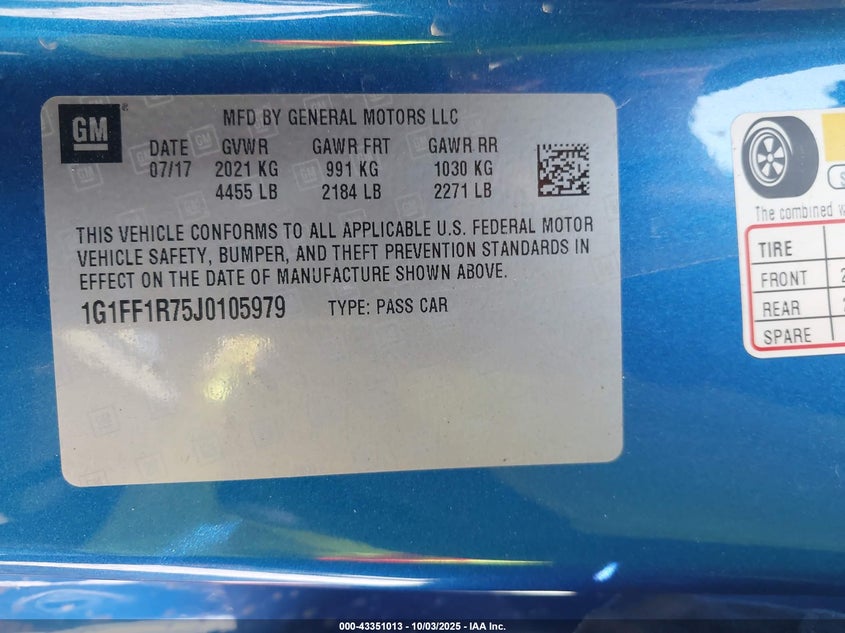 GM
MFD BY GENERAL MOTORS LLC
DATE GVWR GAWR FRT GAWR RR
07/17 2021 KG 991 KG 1030 KG
4455 LB 2184 LB 2271 LB
THIS VEHICLE CONFORMS TO ALL APPLICABLE U.S. FEDERAL MOTOR
VEHICLE SAFETY, BUMPER, AND THEFT PREVENTION STANDARDS IN
EFFECT ON THE DATE OF MANUFACTURE SHOWN ABOVE.
1G1FF1R75J0105979 TYPE: PASS CAR
The combined
TIRE
FRONT
REAR
SPARE
000-43351013 - 10/03/2025 - IAA Inc.